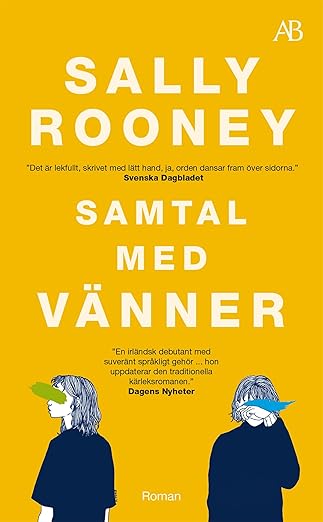 AB
SALLY
ROONEY
"Det är lekfullt, skrivet med lätt hand, ja, orden dansar fram över sidorna."
Svenska Dagbladet
SAMTAL
MED
VÄNNER
"En irländsk debutant med
suveränt språkligt gehör ... hon
uppdaterar den traditionella
kärleksromanen."
Dagens Nyheter
Roman